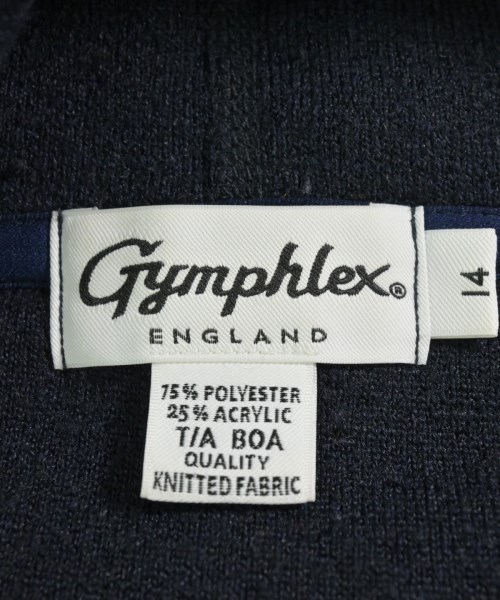 Gymphlex®
ENGLAND
14
75% POLYESTER
25% ACRYLIC
T/A BOA
QUALITY
KNITTED FABRIC